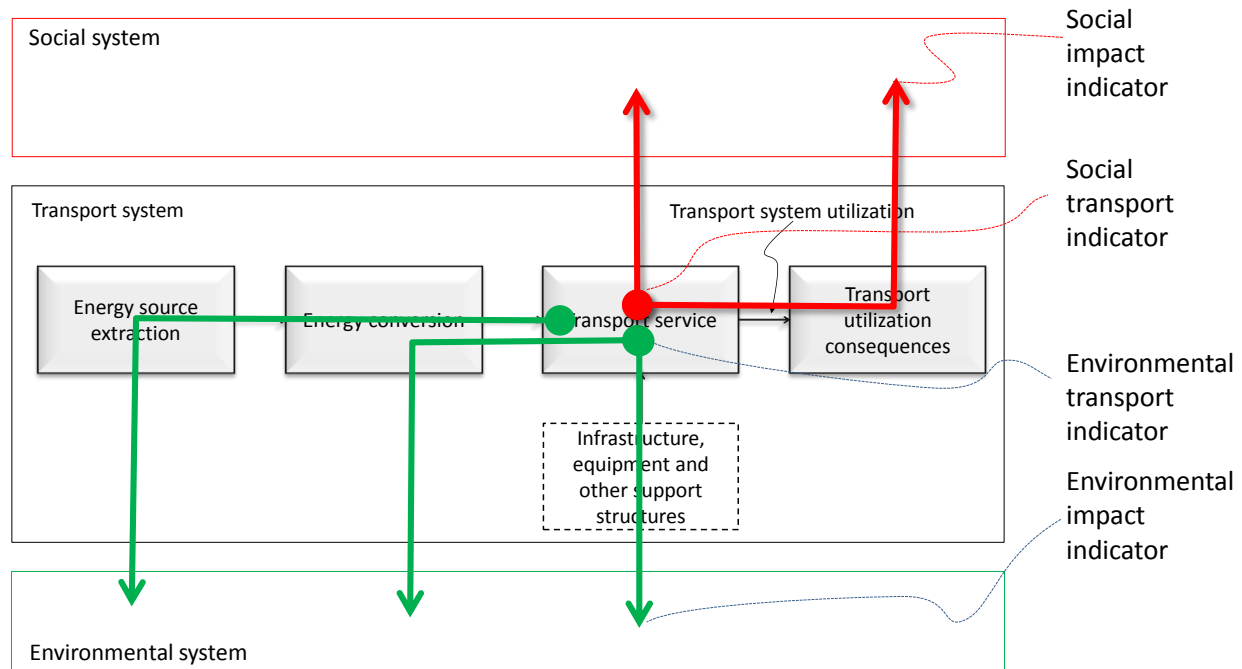 Social system
Social
impact
indicator
Social
transport
indicator
Transport system
Transport system utilization
Energy source
extraction
Energy conversion
Transport service
Transport
utilization
consequences
Environmental
transport
indicator
Infrastructure,
equipment and
other support
structures
Environmental
impact
indicator
Environmental system